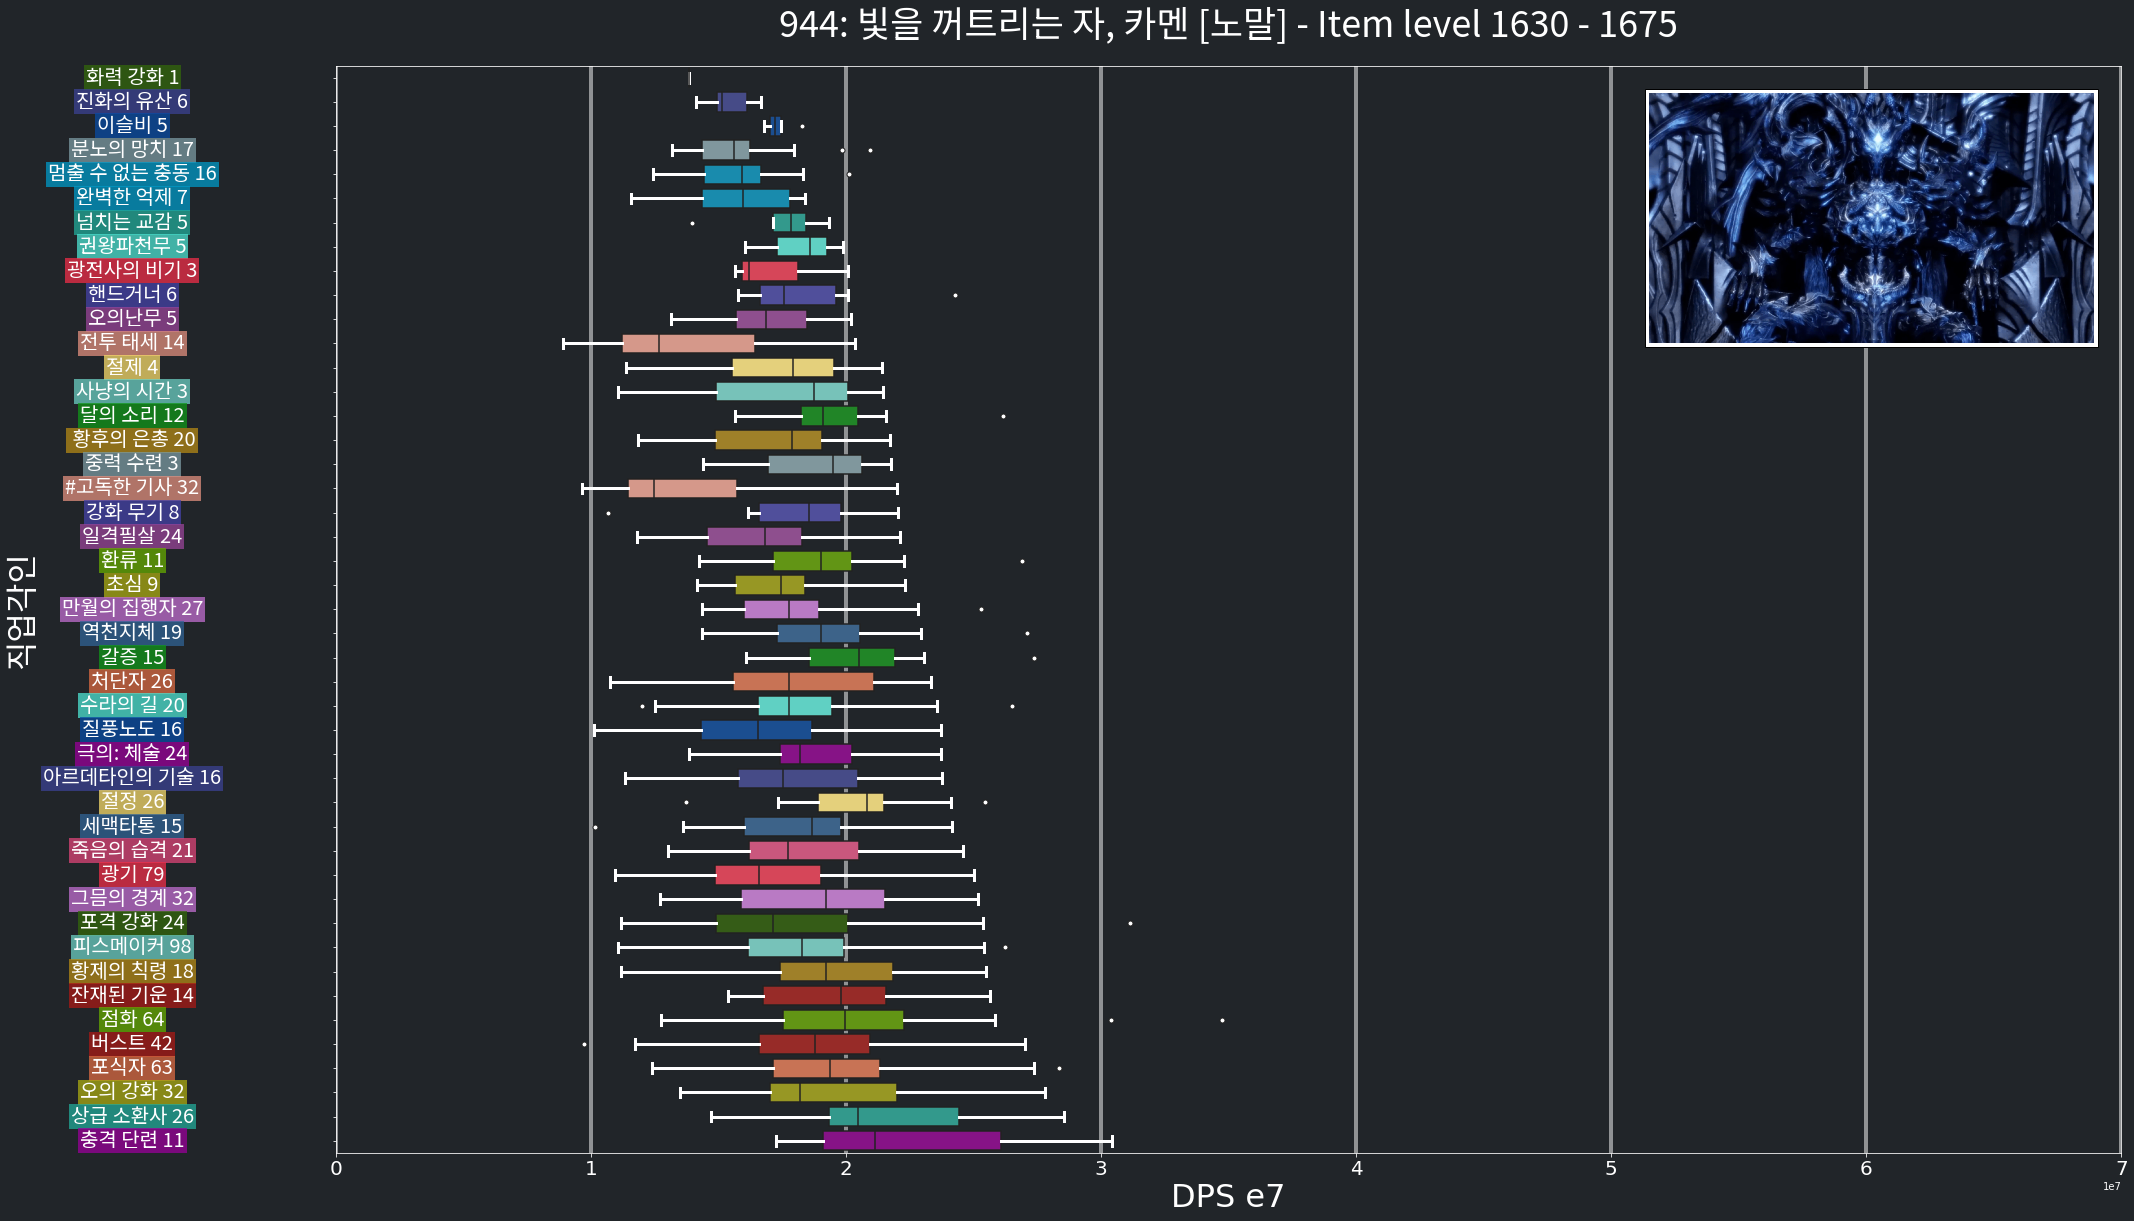 944: 빛을 꺼트리는 자, 카멘 [노말] - Item level 1630 - 1675
직업각인
화력 강화 1
진화의 유산 6
이슬비 5
분노의 망치 17
멈출 수 없는 충동 16
완벽한 억제 7
넘치는 교감 5
권왕파천무 5
광전사의 비기 3
핸드거너 6
오의난무 5
전투 태세 14
절제 4
사냥의 시간 3
달의 소리 12
황후의 은총 20
중력 수련 3
#고독한 기사 32
강화 무기 8
일격필살 24
환류 11
초심 9
만월의 집행자 27
역천지체 19
갈증 15
처단자 26
수라의 길 20
질풍노도 16
극의: 체술 24
아르데타인의 기술 16
절정 26
세맥타통 15
죽음의 습격 21
광기 79
그믐의 경계 32
포격 강화 24
피스메이커 98
황제의 칙령 18
잔재된 기운 14
점화 64
버스트 42
포식자 63
오의 강화 32
상급 소환사 26
충격 단련 11
0 1 2 3 4 5 6 7
1e7
DPS e7